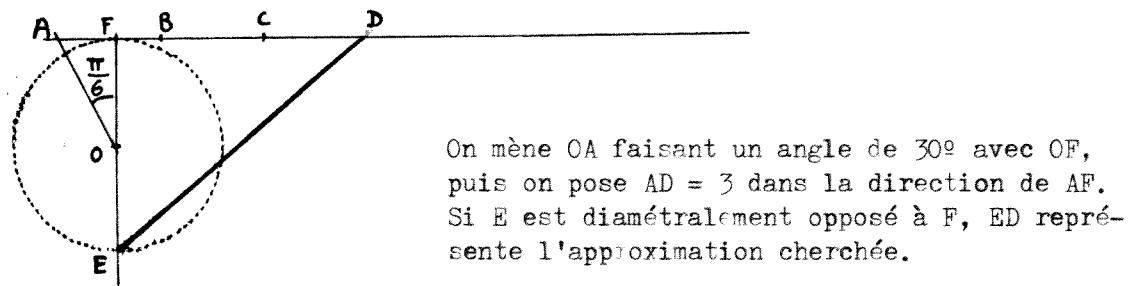 A F B C D
π
6
O
E
On mène OA faisant un angle de 30º avec OF,
puis on pose AD = 3 dans la direction de AF.
Si E est diamétralement opposé à F, ED repré-
sente l'approximation cherchée.